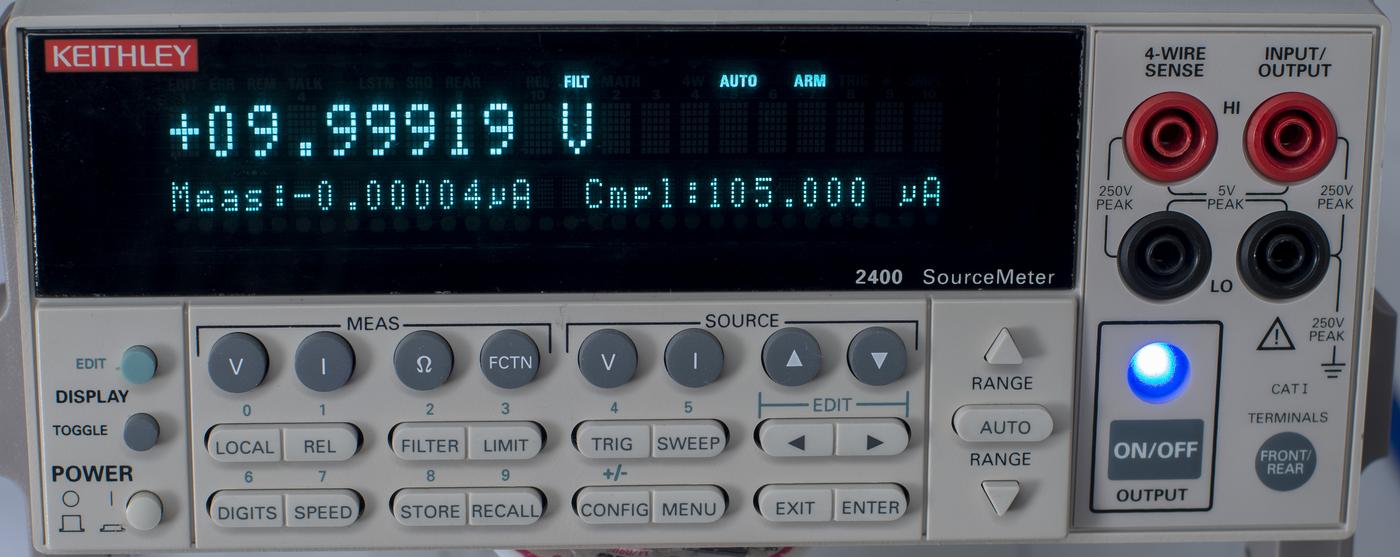 KEITHLEY
FILT AUTO ARM
+09.99919 V
Meas:-0.00004µA Cmpl:105.000 µA
2400 SourceMeter
4-WIRE SENSE
INPUT/OUTPUT
HI
250V PEAK
5V PEAK
250V PEAK
LO
250V PEAK
CAT I
TERMINALS
FRONT/REAR
ON/OFF
OUTPUT
MEAS
SOURCE
EDIT
V I Ω FCTN V I
DISPLAY
0 1 2 3 4 5 EDIT
TOGGLE
LOCAL REL FILTER LIMIT TRIG SWEEP
POWER
6 7 8 9 +/-
DIGITS SPEED STORE RECALL CONFIG MENU EXIT ENTER
RANGE
AUTO
RANGE